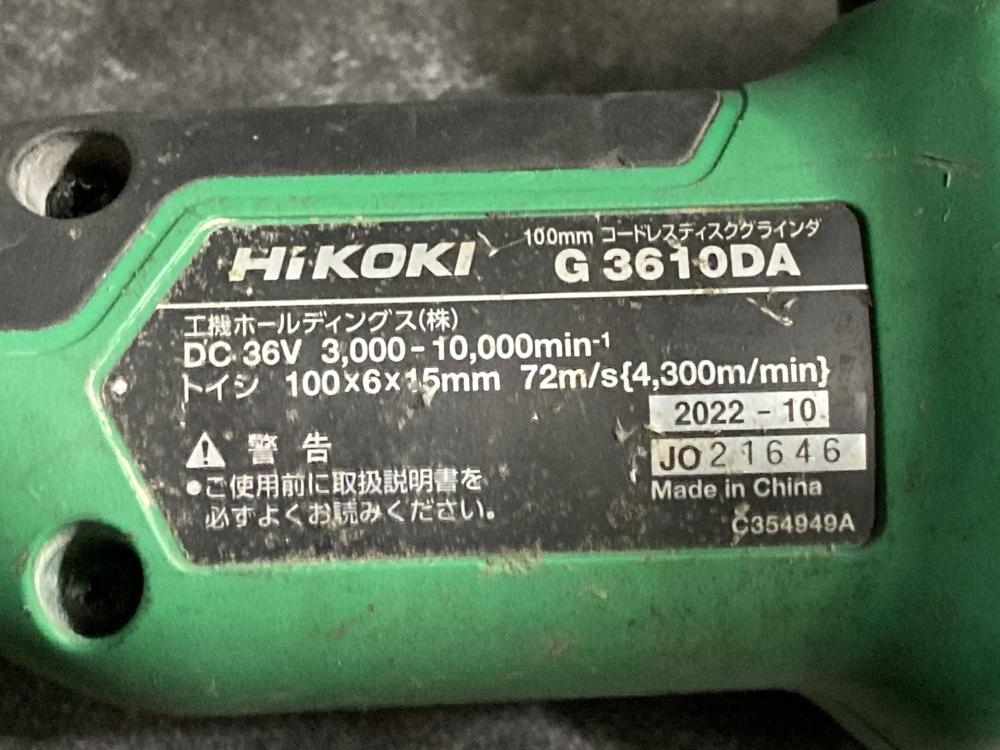 HiKOKI
100mm コードレスディスクグラインダ
G 3610DA
工機ホールディングス(株)
DC 36V 3,000-10,000min-1
トイシ 100×6×15mm 72m/s{4,300m/min}
2022 - 10
JO 21646
Made in China
C354949A
警告
●ご使用前に取扱説明書を
必ずよくお読みください。